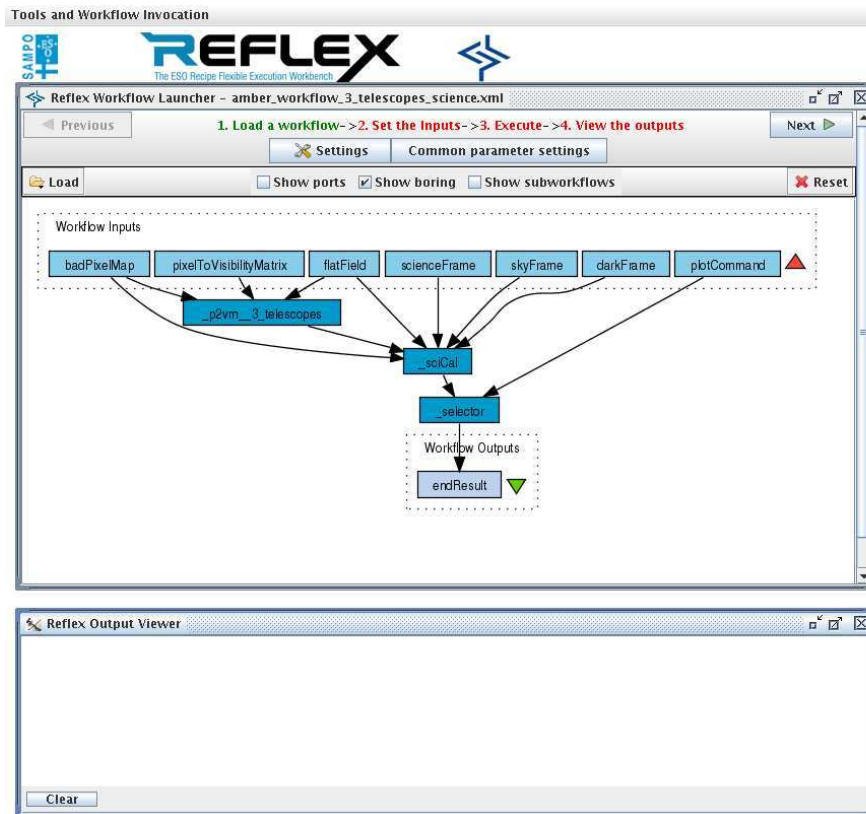 Tools and Workflow Invocation
SAMPO
REFLEX
The ESO Recipe Flexible Execution Workbench
Reflex Workflow Launcher - amber_workflow_3_telescopes_science.xml
Previous 1. Load a workflow->2. Set the Inputs->3. Execute->4. View the outputs Next
Settings Common parameter settings
Load Show ports Show boring Show subworkflows Reset
Workflow Inputs
badPixelMap pixelToVisibilityMatrix flatField scienceFrame skyFrame darkFrame plotCommand
_p2vm__3_telescopes
_sciCal
_selector
Workflow Outputs
endResult
Reflex Output Viewer
Clear